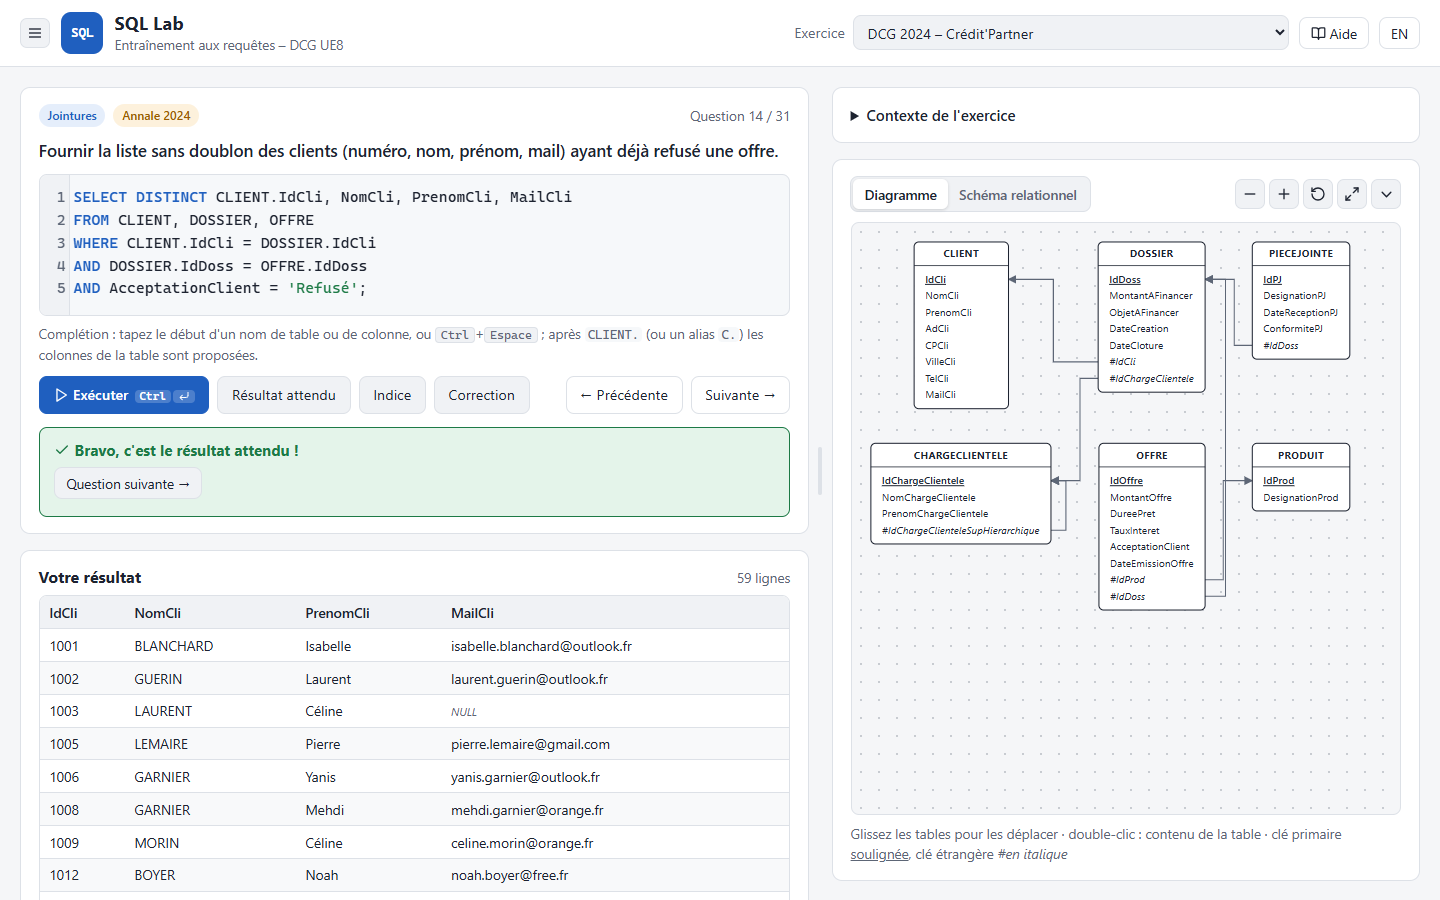 SQL
SQL Lab
Entraînement aux requêtes – DCG UE8
Exercice
DCG 2024 – Crédit'Partner
Aide
EN
Jointures
Annale 2024
Question 14 / 31
Fournir la liste sans doublon des clients (numéro, nom, prénom, mail) ayant déjà refusé une offre.
1 SELECT DISTINCT CLIENT.IdCli, NomCli, PrenomCli, MailCli
2 FROM CLIENT, DOSSIER, OFFRE
3 WHERE CLIENT.IdCli = DOSSIER.IdCli
4 AND DOSSIER.IdDoss = OFFRE.IdDoss
5 AND AcceptationClient = 'Refusé';
Complétion : tapez le début d'un nom de table ou de colonne, ou Ctrl+Espace ; après CLIENT. (ou un alias C.) les
colonnes de la table sont proposées.
Exécuter Ctrl ↵
Résultat attendu
Indice
Correction
← Précédente
Suivante →
✓ Bravo, c'est le résultat attendu !
Question suivante →
Votre résultat
59 lignes
IdCli NomCli PrenomCli MailCli
1001 BLANCHARD Isabelle isabelle.blanchard@outlook.fr
1002 GUERIN Laurent laurent.guerin@outlook.fr
1003 LAURENT Céline NULL
1005 LEMAIRE Pierre pierre.lemaire@gmail.com
1006 GARNIER Yanis yanis.garnier@outlook.fr
1008 GARNIER Mehdi mehdi.garnier@orange.fr
1009 MORIN Céline celine.morin@orange.fr
1012 BOYER Noah noah.boyer@free.fr
▶ Contexte de l'exercice
Diagramme
Schéma relationnel
CLIENT
IdCli
NomCli
PrenomCli
AdCli
CPCli
VilleCli
TelCli
MailCli
DOSSIER
IdDoss
MontantAFinancer
ObjetAFinancer
DateCreation
DateCloture
#IdCli
#IdChargeClientele
PIECEJOINTE
IdPJ
DesignationPJ
DateReceptionPJ
ConformitePJ
#IdDoss
CHARGECLIENTELE
IdChargeClientele
NomChargeClientele
PrenomChargeClientele
#IdChargeClienteleSupHierarchique
OFFRE
IdOffre
MontantOffre
DureePret
TauxInteret
AcceptationClient
DateEmissionOffre
#IdProd
#IdDoss
PRODUIT
IdProd
DesignationProd
Glissez les tables pour les déplacer · double-clic : contenu de la table · clé primaire
soulignée, clé étrangère #en italique